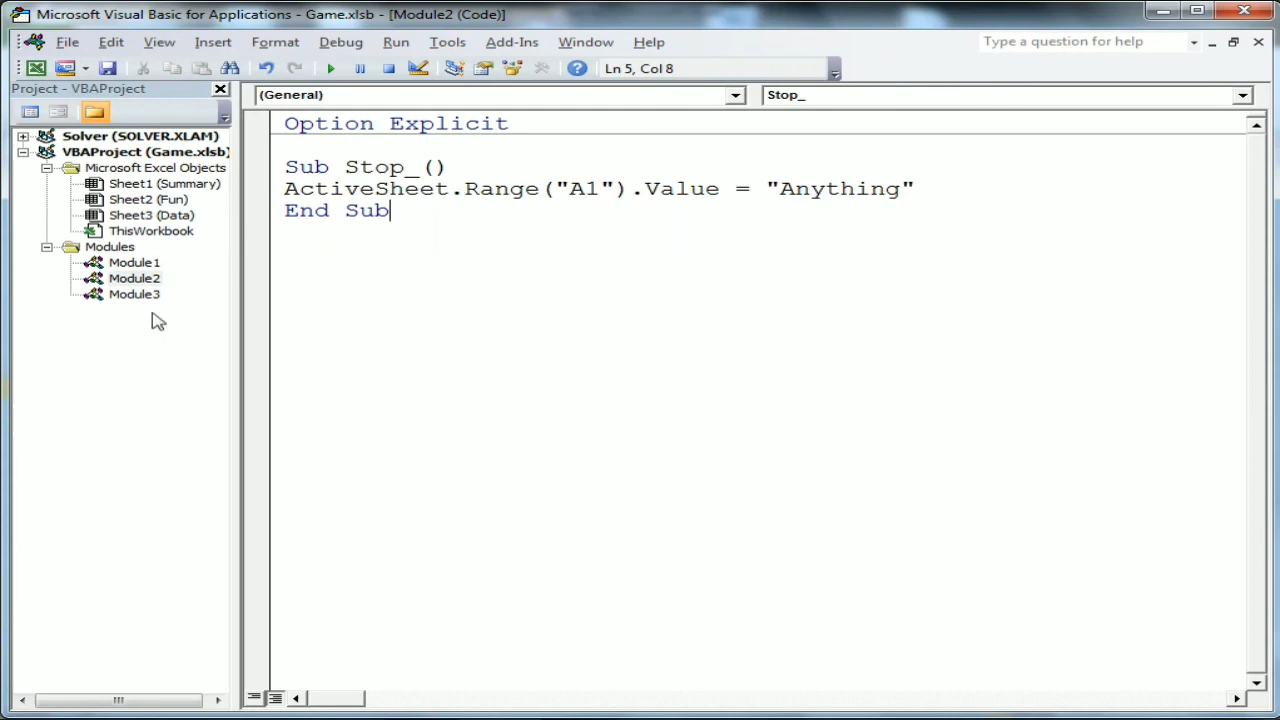 Microsoft Visual Basic for Applications - Game.xlsb - [Module2 (Code)]
File Edit View Insert Format Debug Run Tools Add-Ins Window Help Type a question for help
Ln 5, Col 8
Project - VBAProject
(General) Stop_
Solver (SOLVER.XLAM)
VBAProject (Game.xlsb)
Microsoft Excel Objects
Sheet1 (Summary)
Sheet2 (Fun)
Sheet3 (Data)
ThisWorkbook
Modules
Module1
Module2
Module3
Option Explicit
Sub Stop_()
ActiveSheet.Range("A1").Value = "Anything"
End Sub